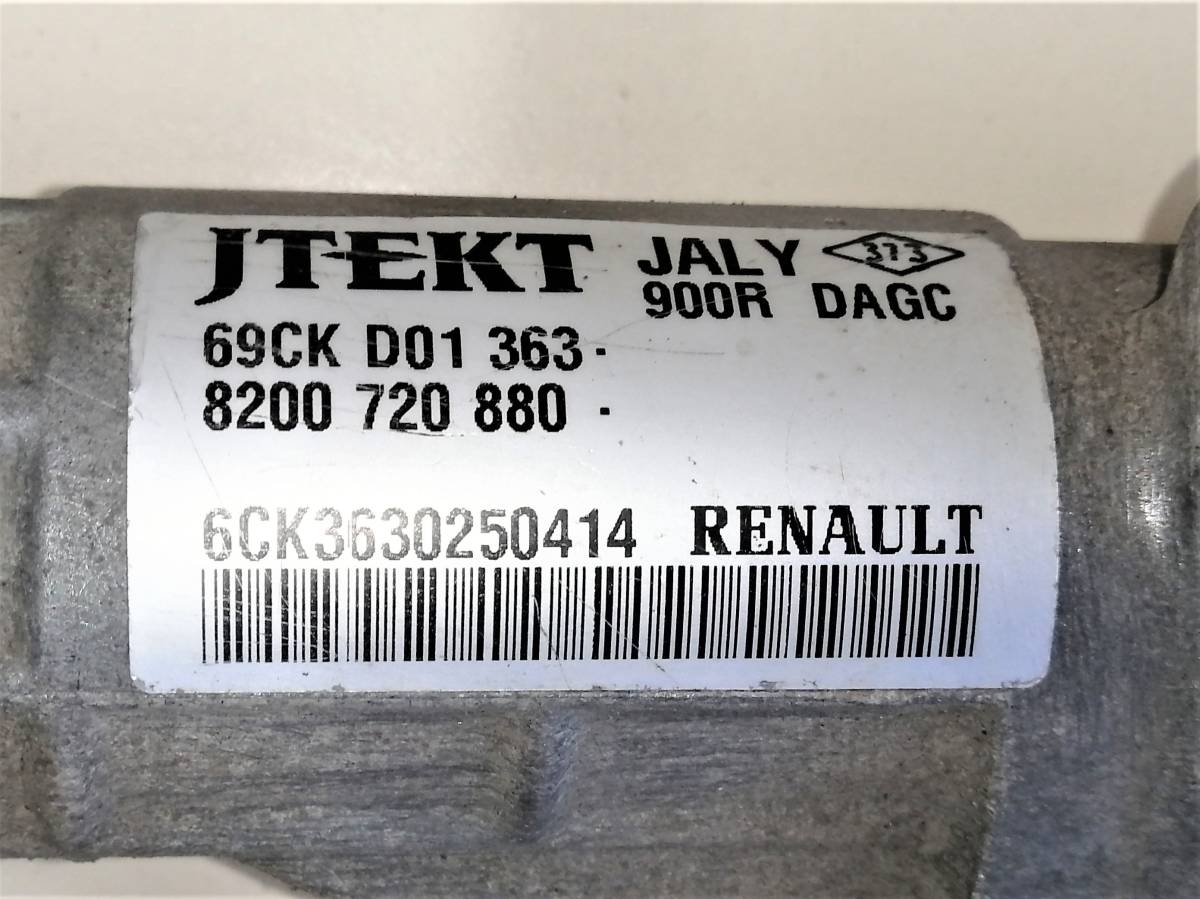 JTEKT JALY 373
900R DAGC
69CK D01 363-
8200 720 880 -
6CK3630250414 RENAULT